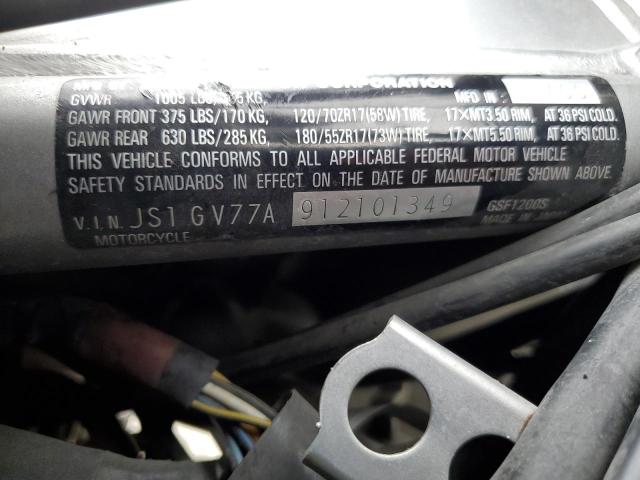 CORPORATION
GVWR 1005 LBS KG. MFD IN
GAWR FRONT 375 LBS/170 KG, 120/70ZR17(58W)TIRE, 17×MT3.50 RIM, AT 36 PSI COLD.
GAWR REAR 630 LBS/285 KG, 180/55ZR17(73W)TIRE, 17×MT5.50 RIM, AT 36 PSI COLD.
THIS VEHICLE CONFORMS TO ALL APPLICABLE FEDERAL MOTOR VEHICLE
SAFETY STANDARDS IN EFFECT ON THE DATE OF MANUFACTURE SHOWN ABOVE.
V.I.N. JS1GV77A 912101349 GSF1200S
MOTORCYCLE MADE IN JAPAN